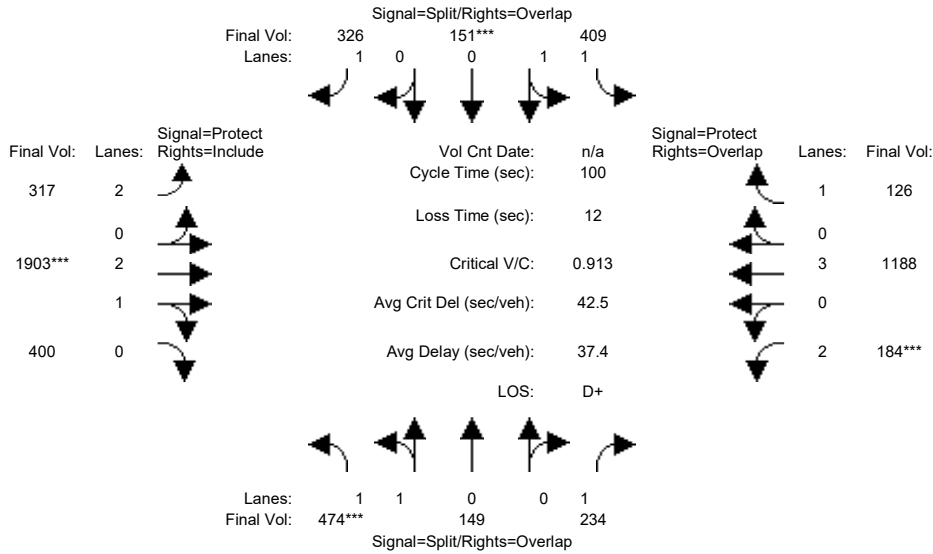 Signal=Split/Rights=Overlap
Final Vol: 326 151*** 409
Lanes: 1 0 0 1 1
Signal=Protect Signal=Protect
Final Vol: Lanes: Rights=Include Vol Cnt Date: n/a Rights=Overlap Lanes: Final Vol:
Cycle Time (sec): 100
317 2 1 126
Loss Time (sec): 12
0 0
1903*** 2 Critical V/C: 0.913 3 1188
1 Avg Crit Del (sec/veh): 42.5 0
400 0 Avg Delay (sec/veh): 37.4 2 184***
LOS: D+
Lanes: 1 1 0 0 1
Final Vol: 474*** 149 234
Signal=Split/Rights=Overlap